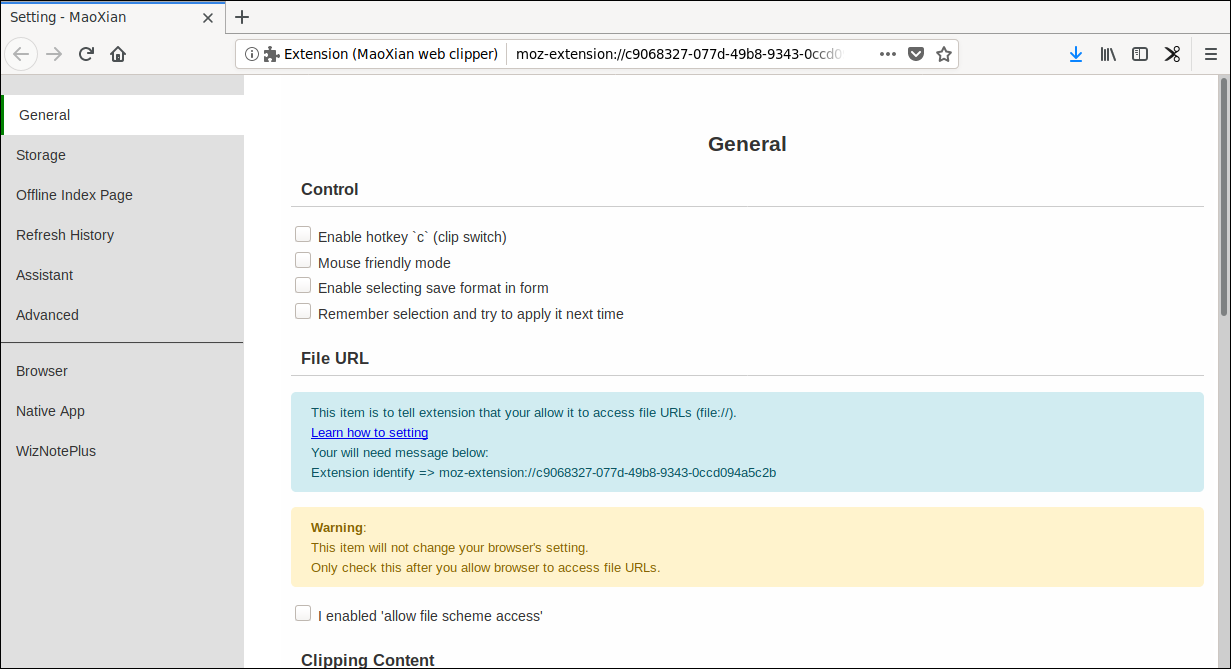 Setting - MaoXian
Extension (MaoXian web clipper) moz-extension://c9068327-077d-49b8-9343-0ccd0
General
Storage
Offline Index Page
Refresh History
Assistant
Advanced
Browser
Native App
WizNotePlus
General
Control
Enable hotkey `c` (clip switch)
Mouse friendly mode
Enable selecting save format in form
Remember selection and try to apply it next time
File URL
This item is to tell extension that your allow it to access file URLs (file://).
Learn how to setting
Your will need message below:
Extension identify => moz-extension://c9068327-077d-49b8-9343-0ccd094a5c2b
Warning:
This item will not change your browser's setting.
Only check this after you allow browser to access file URLs.
I enabled 'allow file scheme access'
Clipping Content